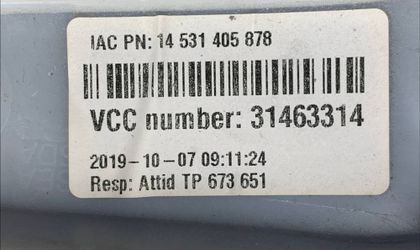 IAC PN: 14 531 405 878
VCC number: 31463314
2019-10-07 09:11:24
Resp: Attid TP 673 651